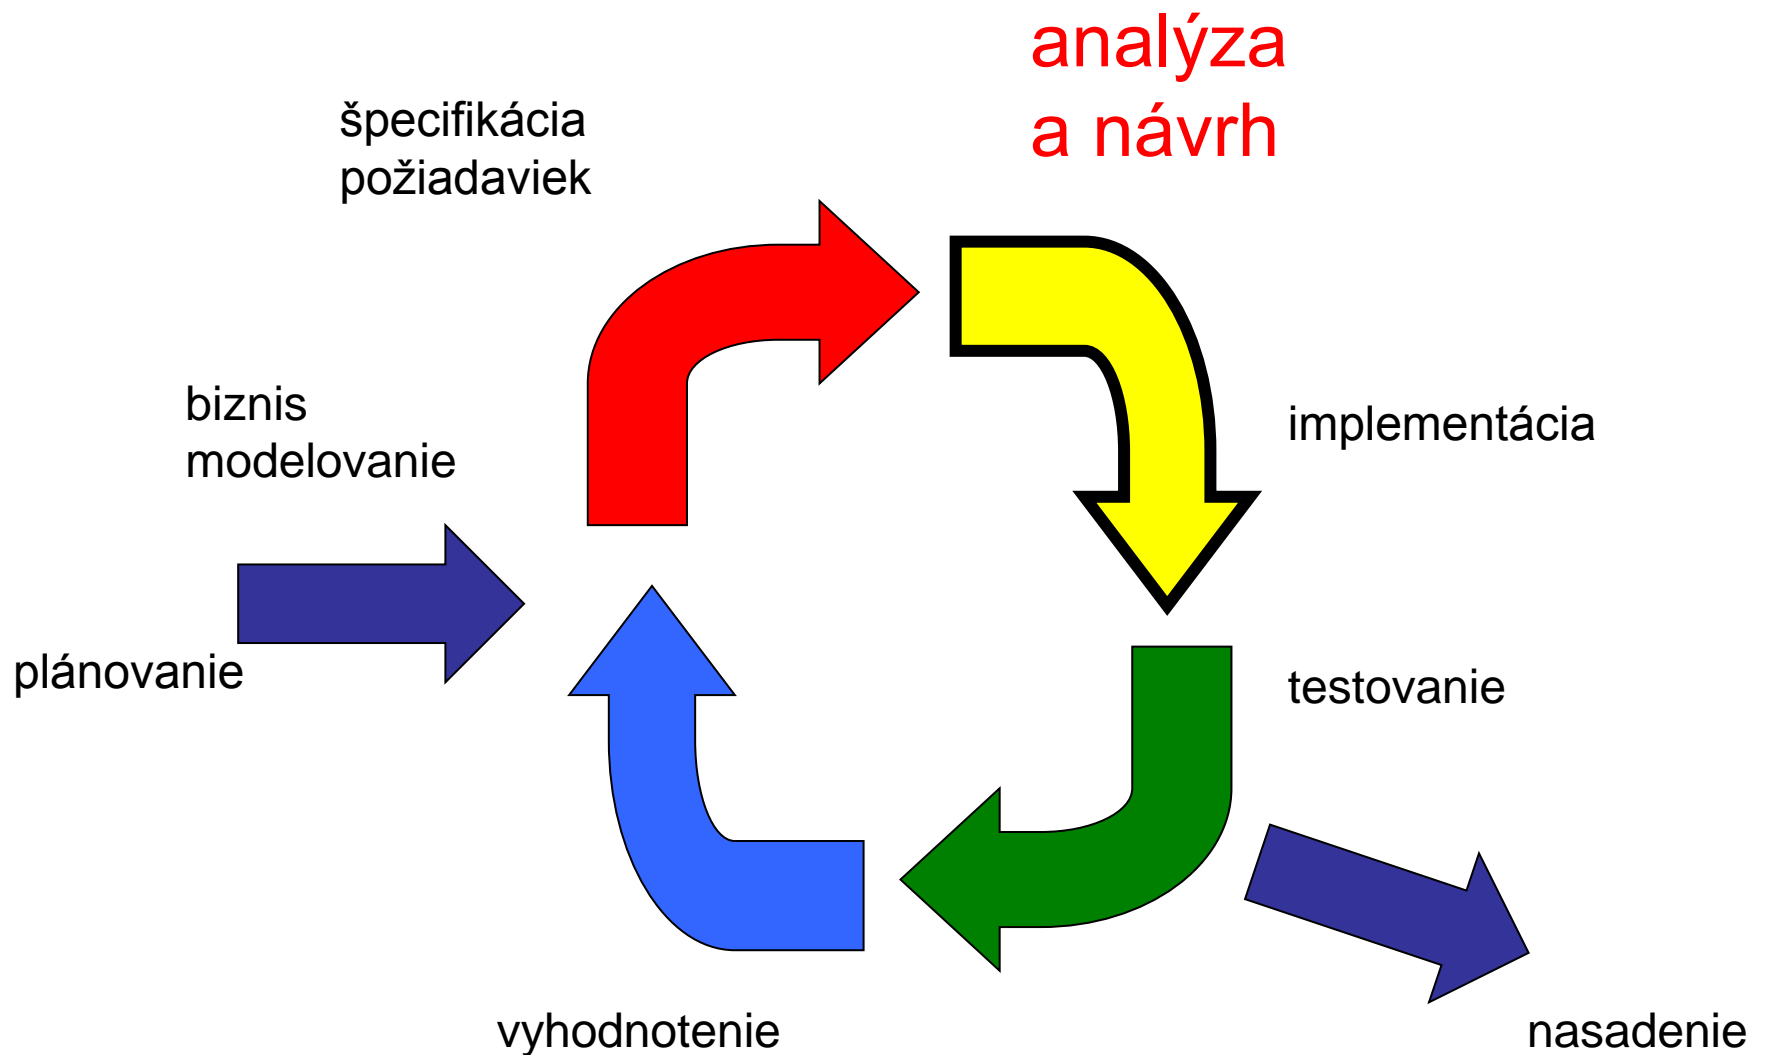 analýza
a návrh
špecifikácia
požiadaviek
biznis
modelovanie
implementácia
plánovanie
testovanie
vyhodnotenie
nasadenie